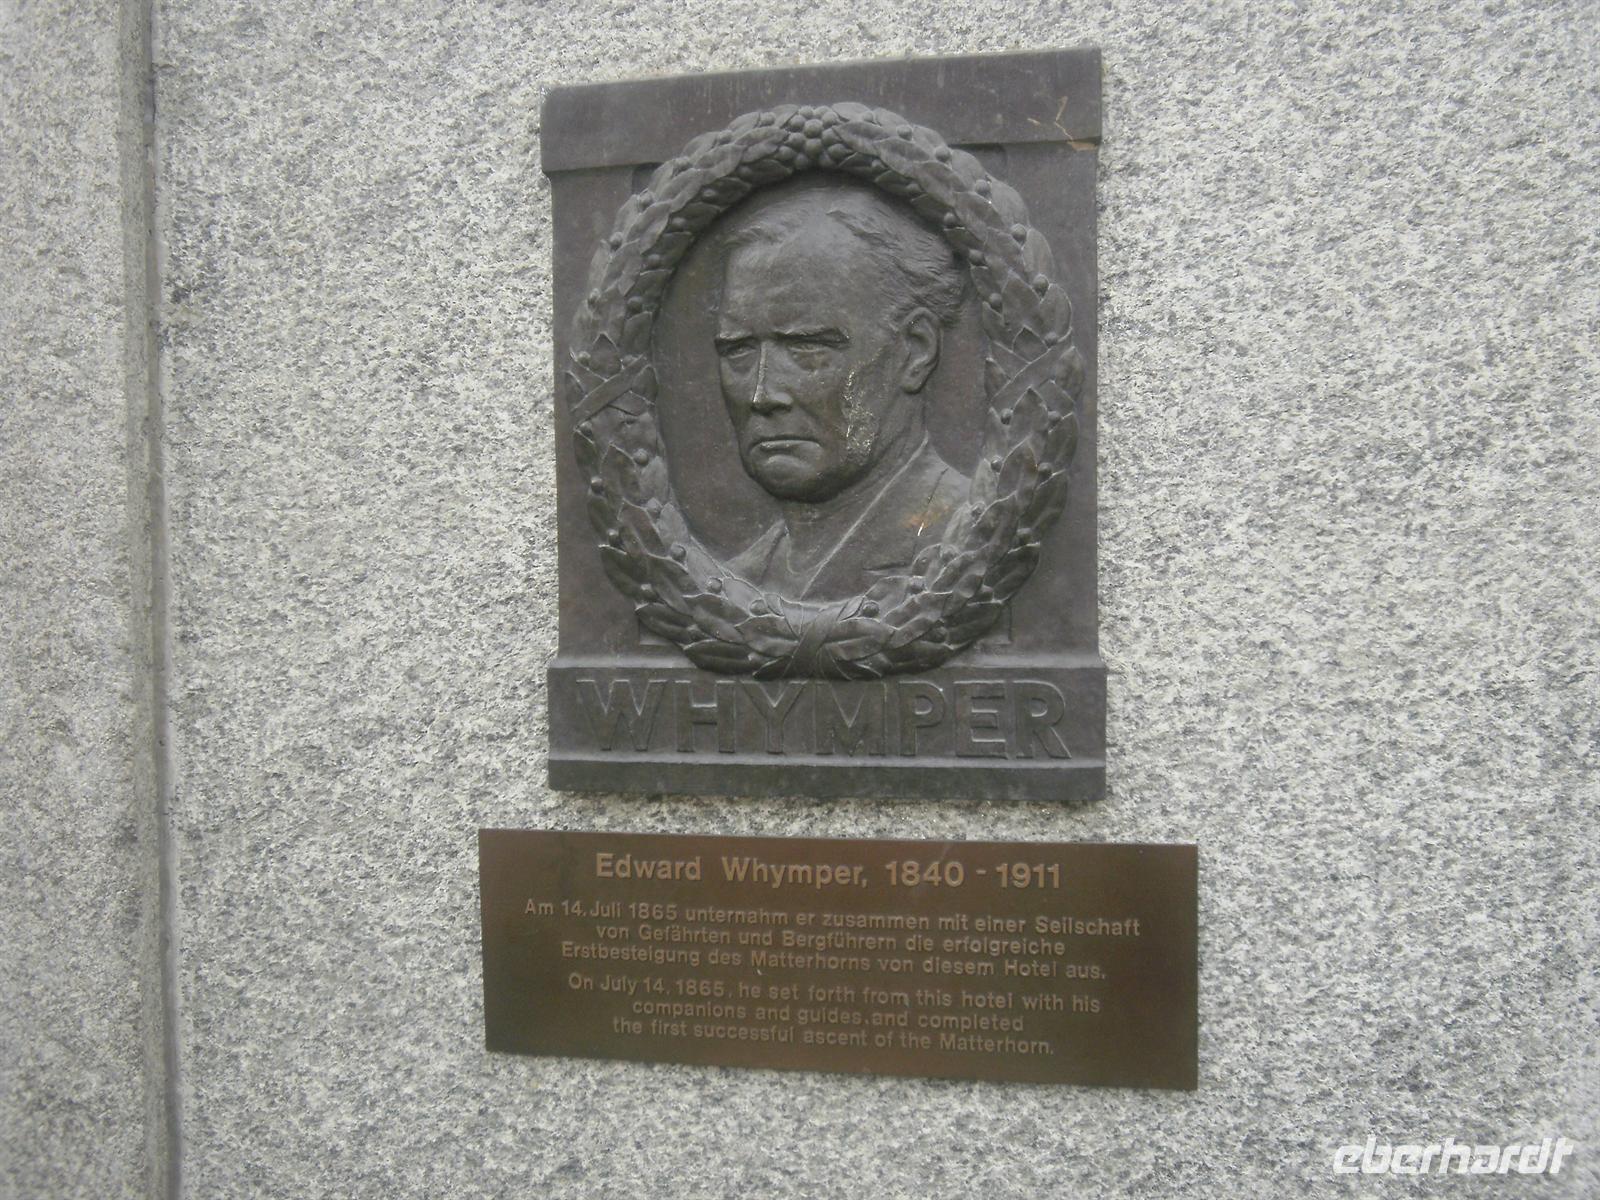 WHYMPER
Edward Whymper, 1840 - 1911
Am 14. Juli 1865 unternahm er zusammen mit einer Seilschaft
von Gefährten und Bergführern die erfolgreiche
Erstbesteigung des Matterhorns von diesem Hotel aus.
On July 14, 1865, he set forth from this hotel with his
companions and guides, and completed
the first successful ascent of the Matterhorn.
eberhardt